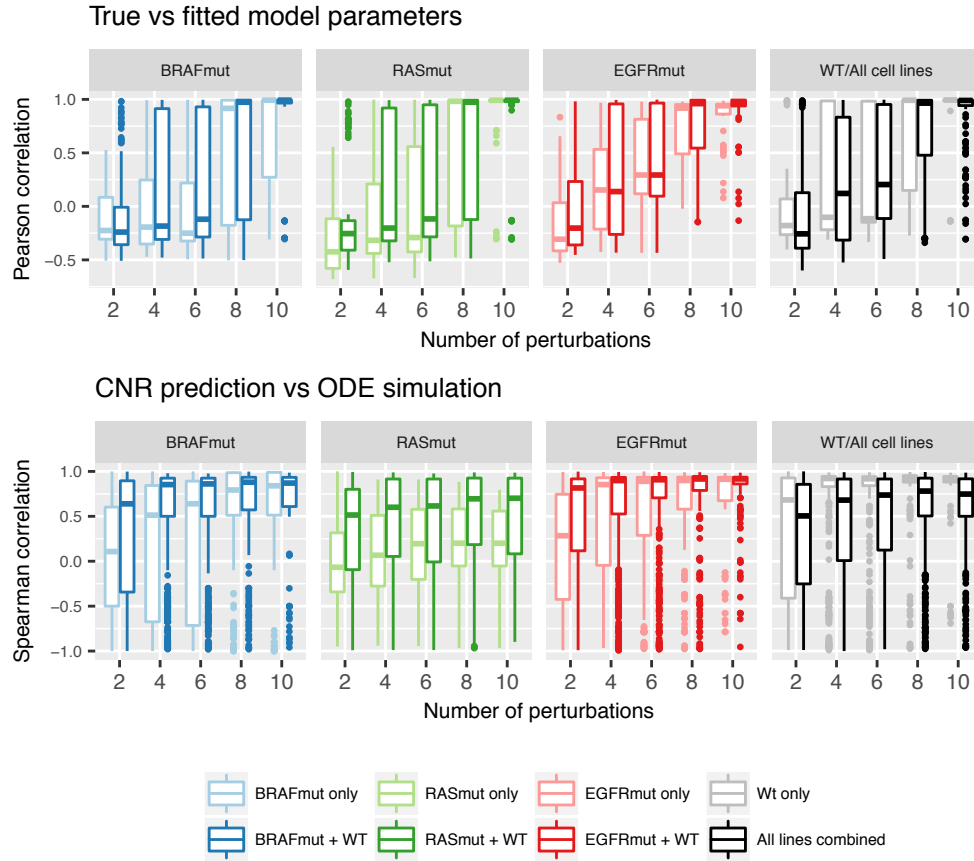 True vs fitted model parameters
BRAFmut RASmut EGFRmut WT/All cell lines
Pearson correlation
1.0
0.5
0.0
−0.5
2 4 6 8 10 2 4 6 8 10 2 4 6 8 10 2 4 6 8 10
Number of perturbations
CNR prediction vs ODE simulation
BRAFmut RASmut EGFRmut WT/All cell lines
Spearman correlation
1.0
0.5
0.0
−0.5
−1.0
2 4 6 8 10 2 4 6 8 10 2 4 6 8 10 2 4 6 8 10
Number of perturbations
BRAFmut only RASmut only EGFRmut only Wt only
BRAFmut + WT RASmut + WT EGFRmut + WT All lines combined